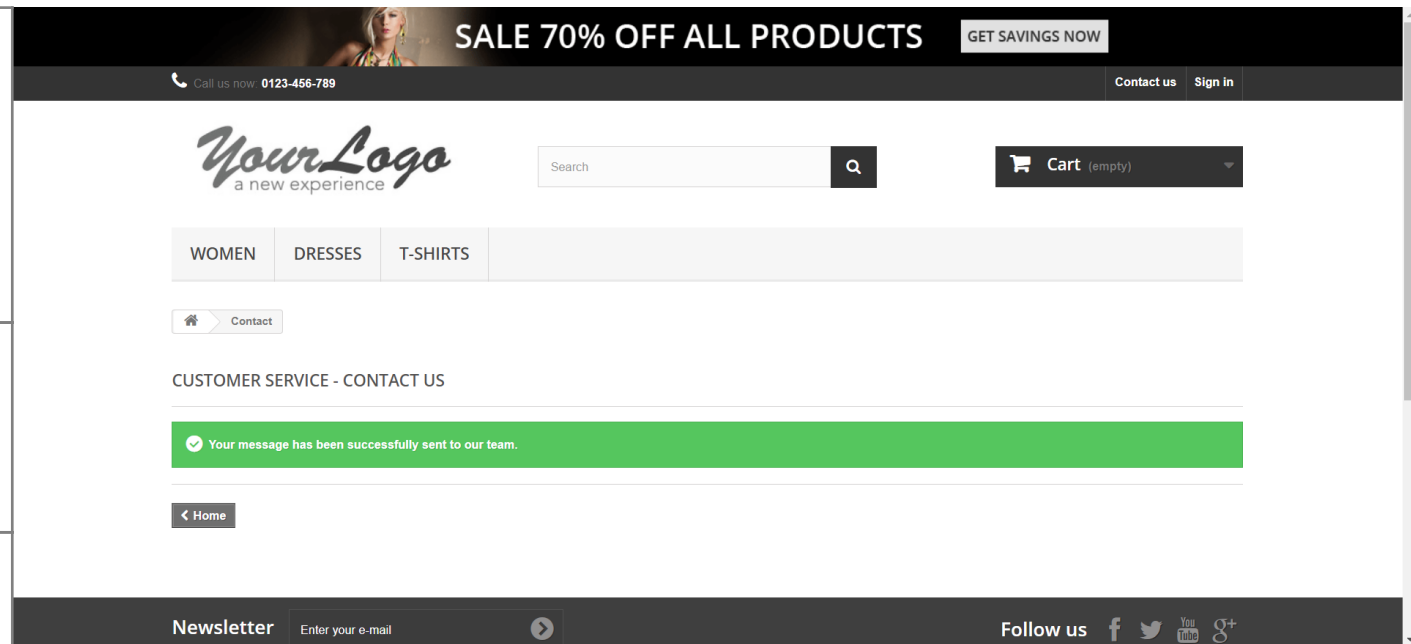 SALE 70% OFF ALL PRODUCTS GET SAVINGS NOW
Call us now: 0123-456-789 Contact us Sign in
YourLogo
a new experience
Search
Cart (empty)
WOMEN DRESSES T-SHIRTS
Contact
CUSTOMER SERVICE - CONTACT US
Your message has been successfully sent to our team.
Home
Newsletter Enter your e-mail Follow us You Tube g+